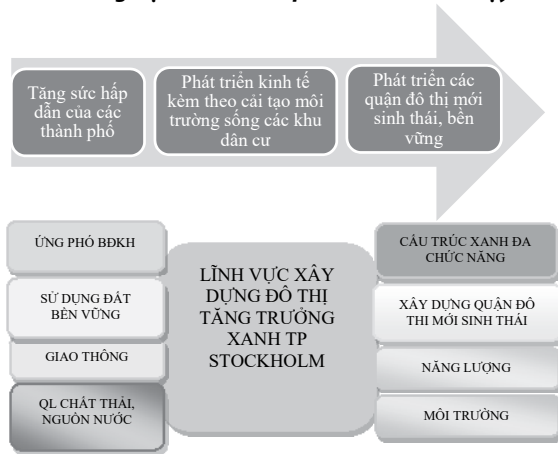 Tăng sức hấp
dẫn của các
thành phố
Phát triển kinh tế
kèm theo cải tạo môi
trường sống các khu
dân cư
Phát triển các
quận đô thị mới
sinh thái, bền
vững
ỨNG PHÓ BĐKH
SỬ DỤNG ĐẤT
BỀN VỮNG
GIAO THÔNG
QL CHẤT THẢI,
NGUỒN NƯỚC
LĨNH VỰC XÂY
DỰNG ĐÔ THỊ
TĂNG TRƯỞNG
XANH TP
STOCKHOLM
CẤU TRÚC XANH ĐA
CHỨC NĂNG
XÂY DỰNG QUẬN ĐÔ
THỊ MỚI SINH THÁI
NĂNG LƯỢNG
MÔI TRƯỜNG